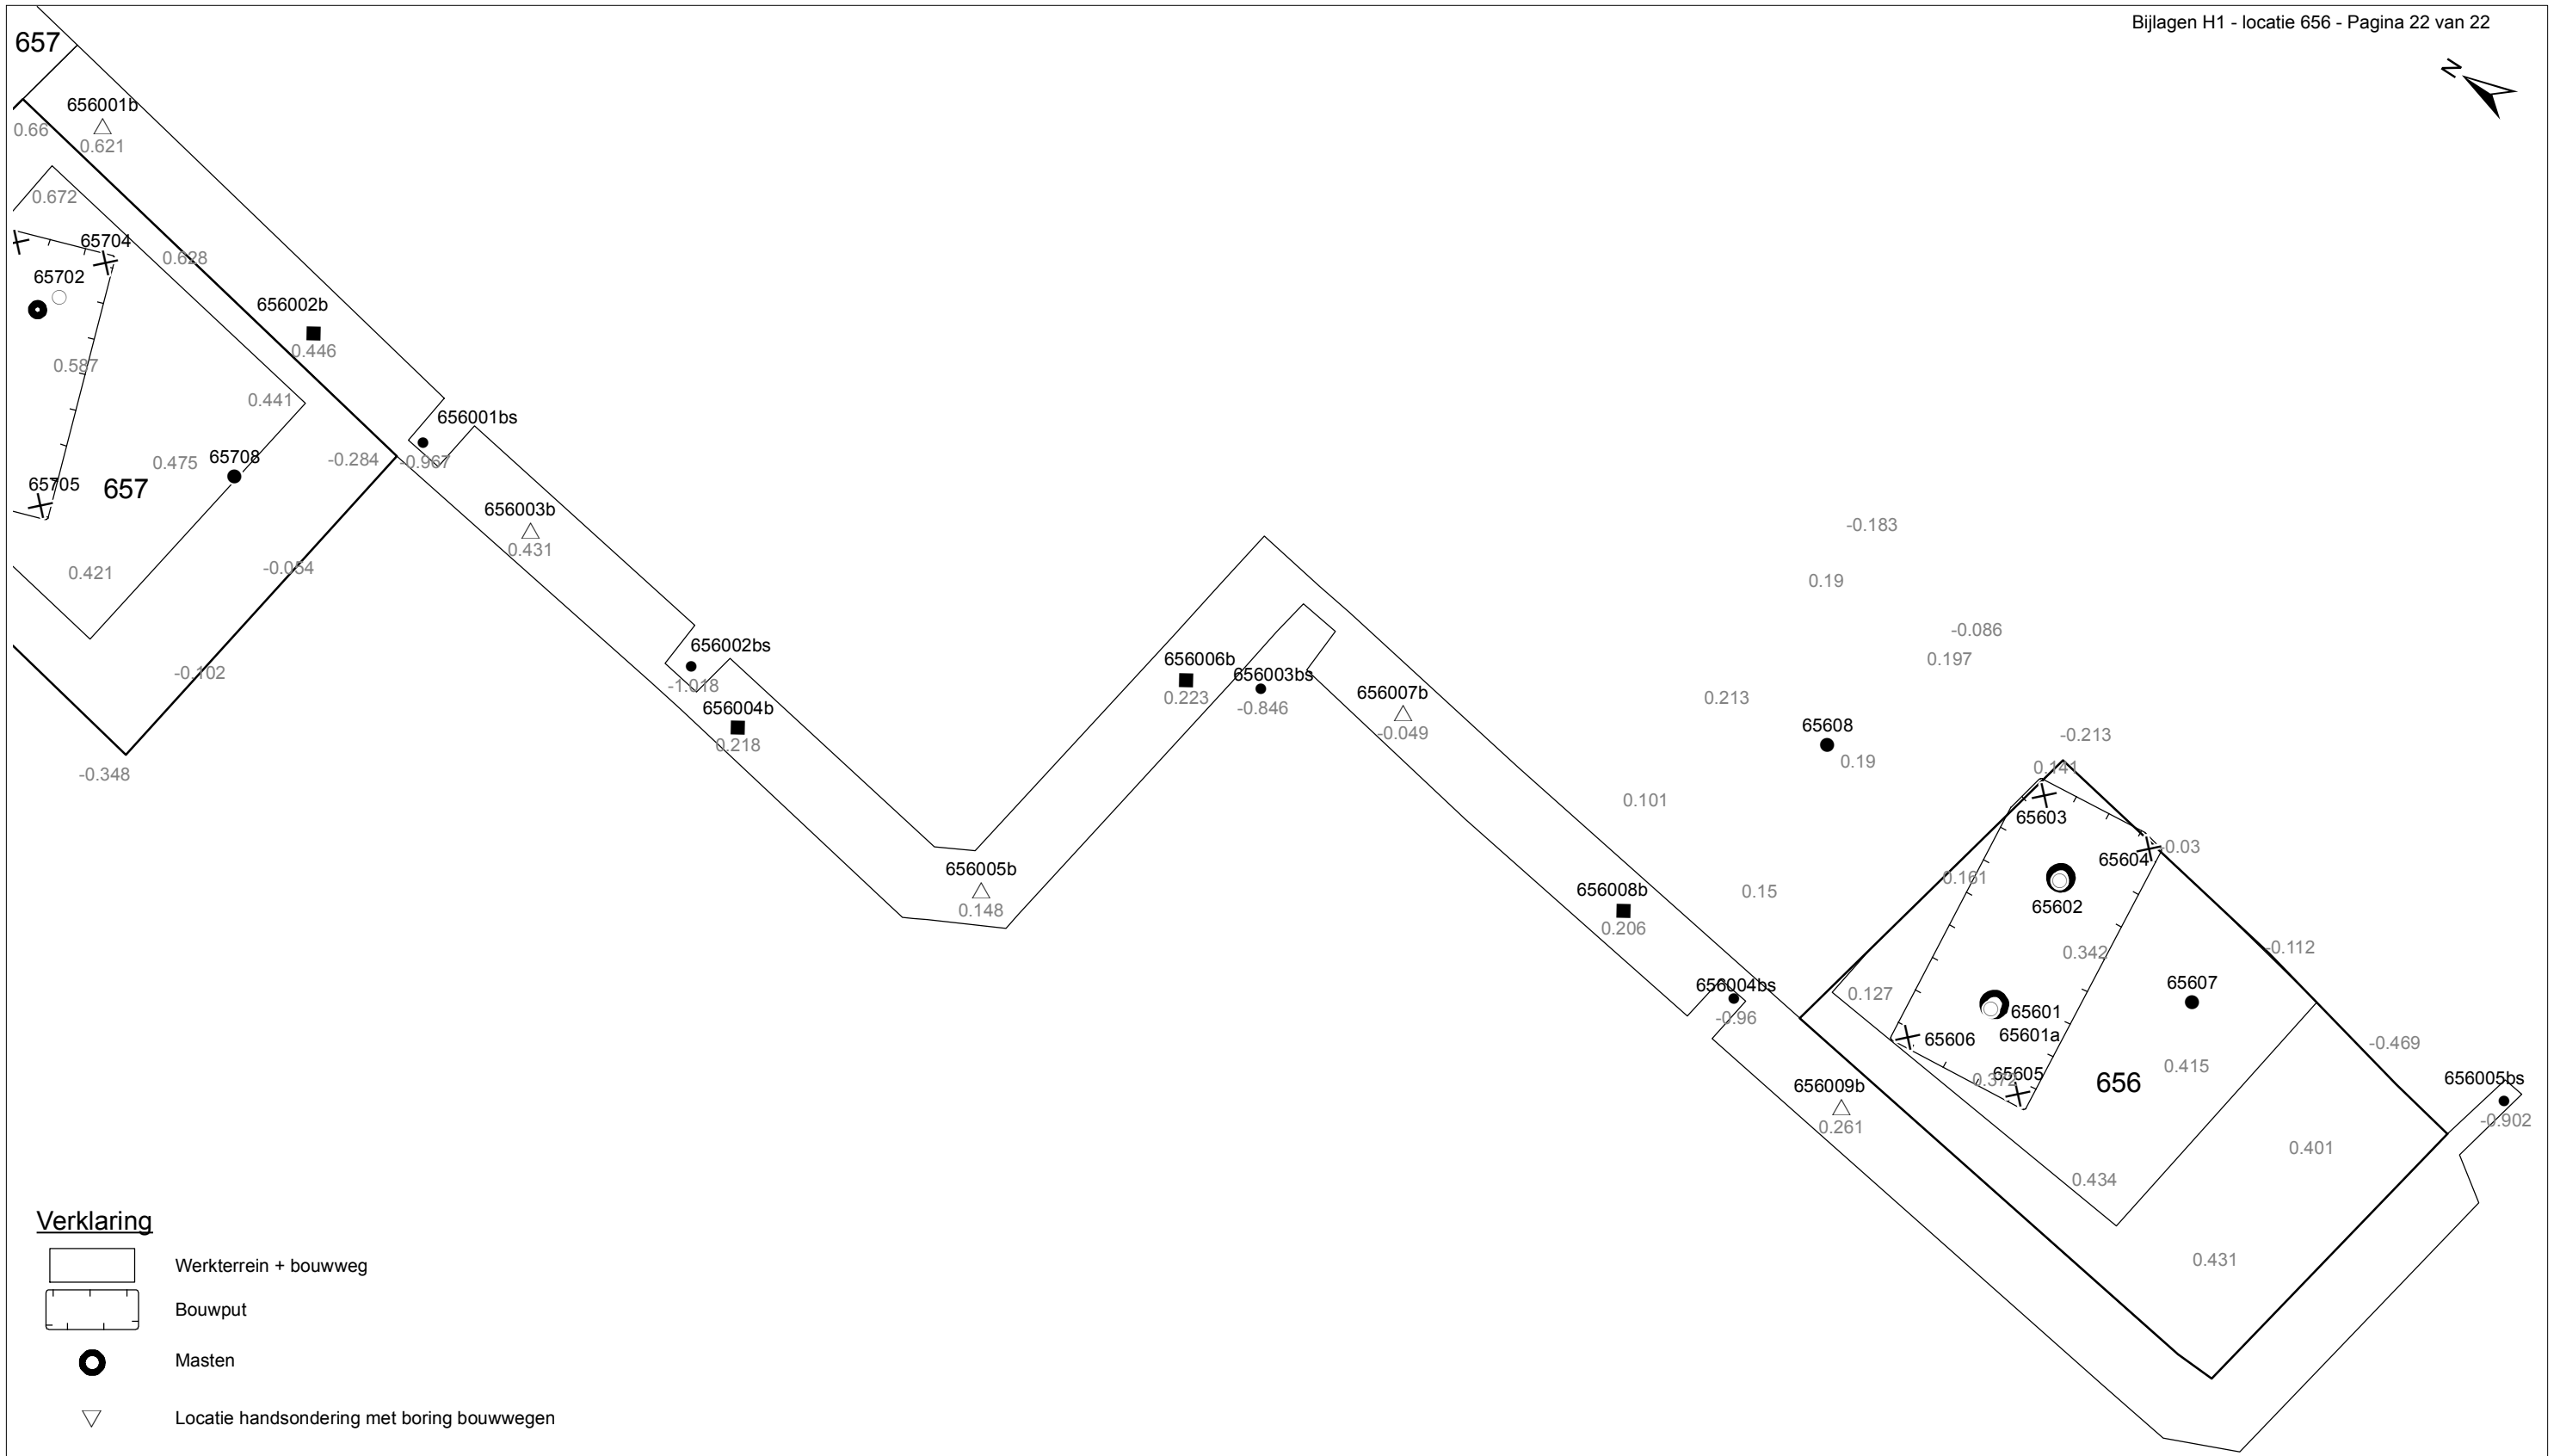 Bijlagen H1 - locatie 656 - Pagina 22 van 22
N
657
656001b
0.66
0.621
0.672
65704
0.628
65702
656002b
0.446
0.587
0.441
656001bs
65708
0.475
-0.284
-0.967
65705
657
656003b
0.431
0.421
-0.054
-0.102
-0.348
656002bs
-1.018
656004b
0.218
656006b
0.223
656003bs
-0.846
656007b
-0.049
656005b
0.148
-0.183
0.19
-0.086
0.197
0.213
65608
0.19
-0.213
0.141
0.101
65603
65604
-0.03
0.161
65602
0.15
656008b
0.206
0.342
-0.112
65607
656004bs
-0.96
0.127
65601
65601a
65606
65605
0.372
656
0.415
-0.469
656005bs
-0.902
656009b
0.261
0.401
0.434
0.431
Verklaring
Werkterrein + bouwweg
Bouwput
Masten
Locatie handsondering met boring bouwwegen